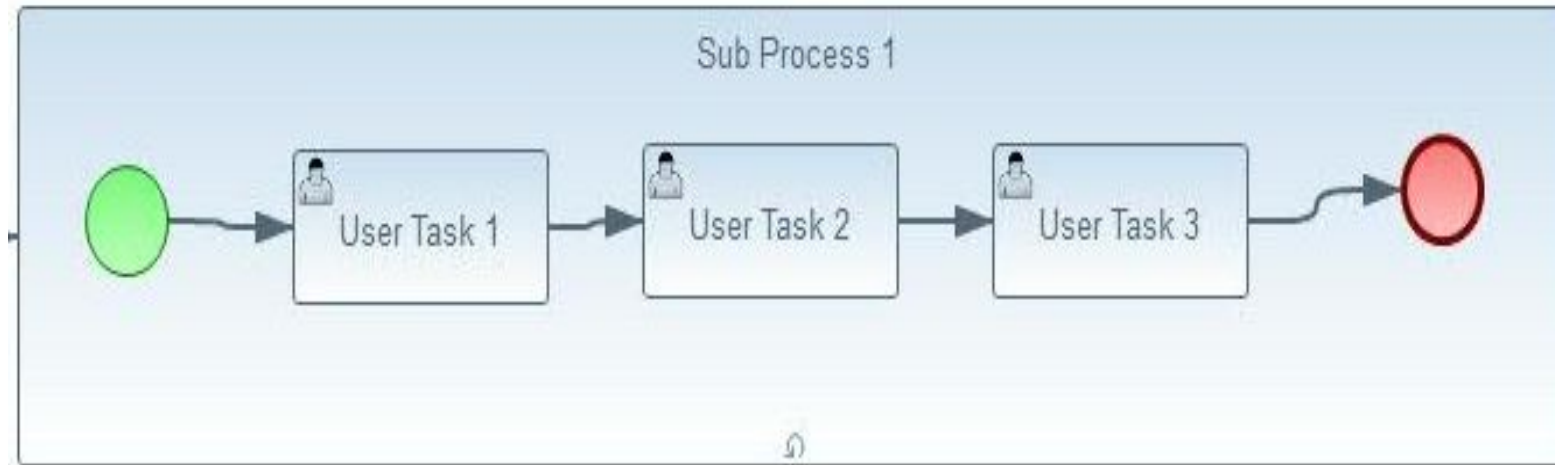 Sub Process 1
User Task 1
User Task 2
User Task 3